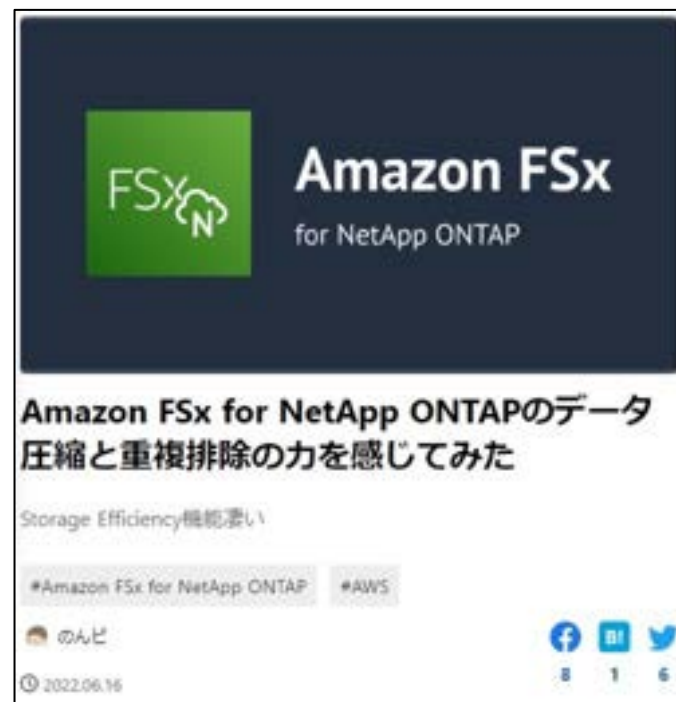 FSx
N
Amazon FSx
for NetApp ONTAP
Amazon FSx for NetApp ONTAPのデータ
圧縮と重複排除の力を感じてみた
Storage Efficiency機能凄い
#Amazon FSx for NetApp ONTAP #AWS
のんピ
B!
8 1 6
2022.06.16